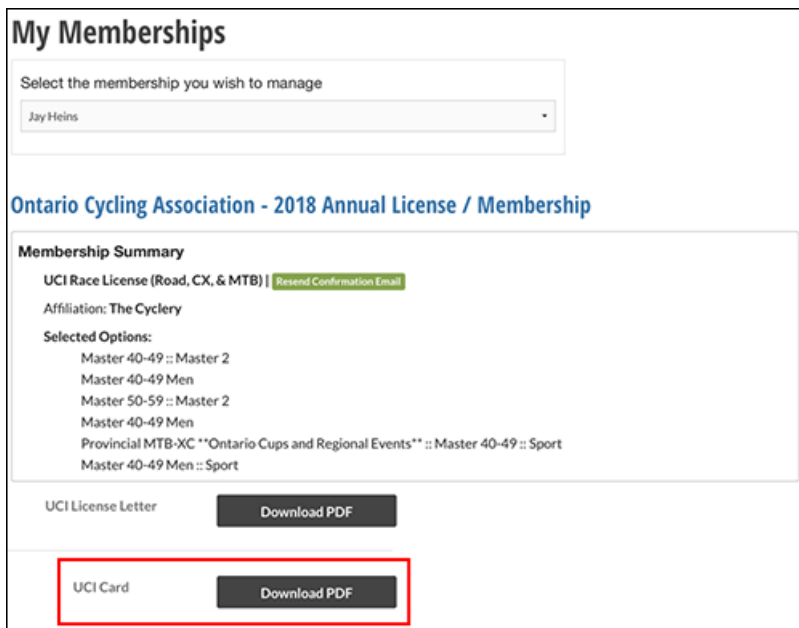 My Memberships
Select the membership you wish to manage
Jay Heins
Ontario Cycling Association - 2018 Annual License / Membership
Membership Summary
UCI Race License (Road, CX, & MTB) | Resend Confirmation Email
Affiliation: The Cyclery
Selected Options:
Master 40-49 :: Master 2
Master 40-49 Men
Master 50-59 :: Master 2
Master 40-49 Men
Provincial MTB-XC **Ontario Cups and Regional Events** :: Master 40-49 :: Sport
Master 40-49 Men :: Sport
UCI License Letter Download PDF
UCI Card Download PDF